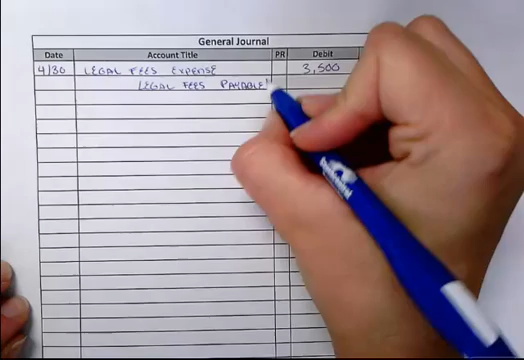 General Journal
Date Account Title PR Debit
4/30 LEGAL FEES EXPENSE 3,500
LEGAL FEES PAYABLE